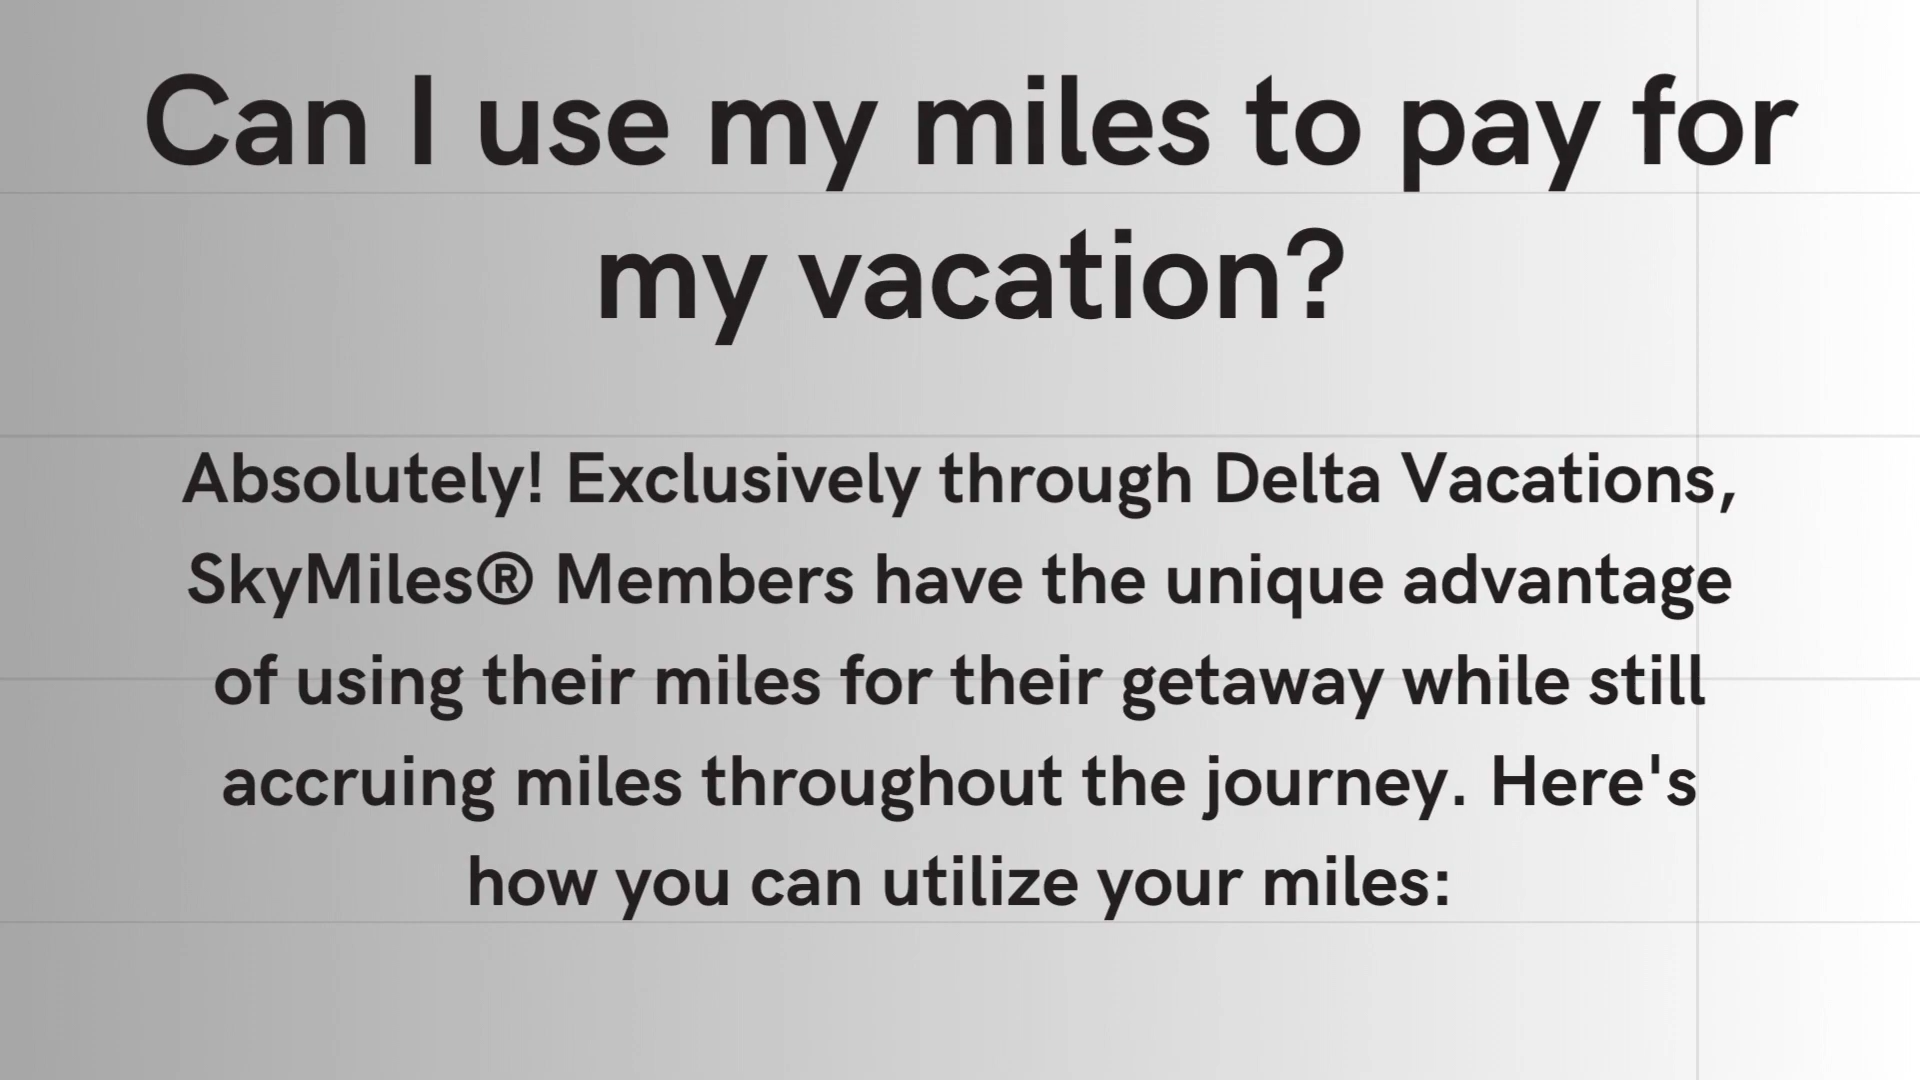 Can I use my miles to pay for
my vacation?
Absolutely! Exclusively through Delta Vacations,
SkyMiles® Members have the unique advantage
of using their miles for their getaway while still
accruing miles throughout the journey. Here's
how you can utilize your miles: